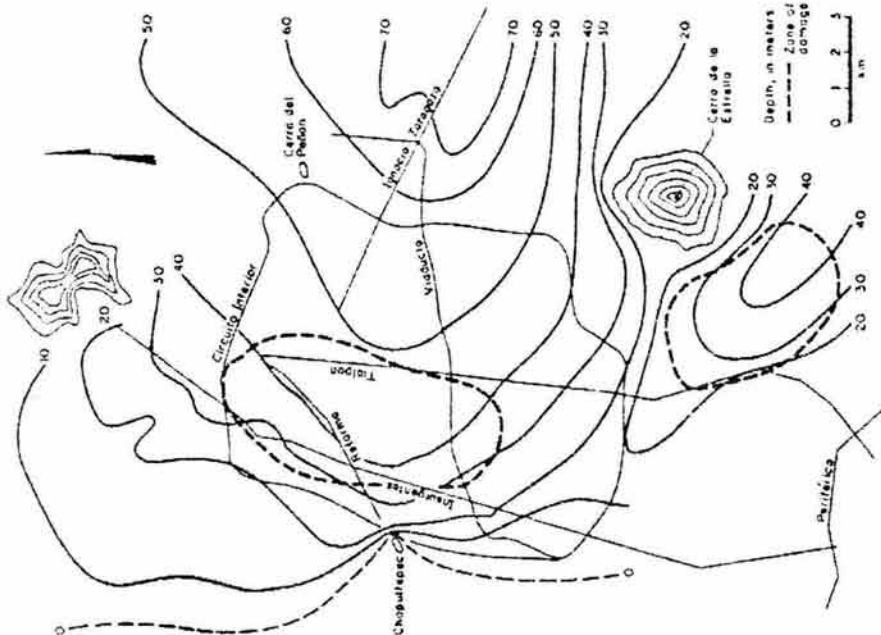 50
60
70
10
20
30
40
Cerro del
Peñon
Circuito Interior
Ignacio Zaragoza
70
60
50
40
30
20
Viaducto
Tlalpan
Reforma
Insurgentes
Chapultepec
0
0
Cerro de la
Estrella
20
30
40
40
30
20
Periférico
Depth, in meters
Zone of
damage
0 1 2 3
km